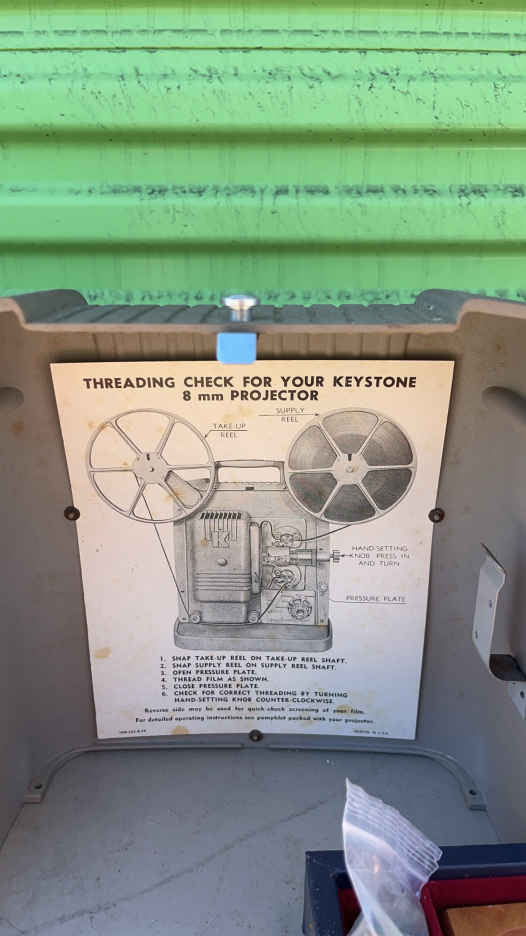 THREADING CHECK FOR YOUR KEYSTONE
8 mm PROJECTOR
TAKE-UP
REEL
SUPPLY
REEL
HAND-SETTING
KNOB PRESS IN
AND TURN
PRESSURE PLATE
1. SNAP TAKE-UP REEL ON TAKE-UP REEL SHAFT.
2. SNAP SUPPLY REEL ON SUPPLY REEL SHAFT.
3. OPEN PRESSURE PLATE.
4. THREAD FILM AS SHOWN.
5. CLOSE PRESSURE PLATE.
6. CHECK FOR CORRECT THREADING BY TURNING
HAND-SETTING KNOB COUNTER-CLOCKWISE.
Reverse side may be used for quick-check screening of your film.
For detailed operating instructions see pamphlet packed with your projector.
PRINTED IN U.S.A.